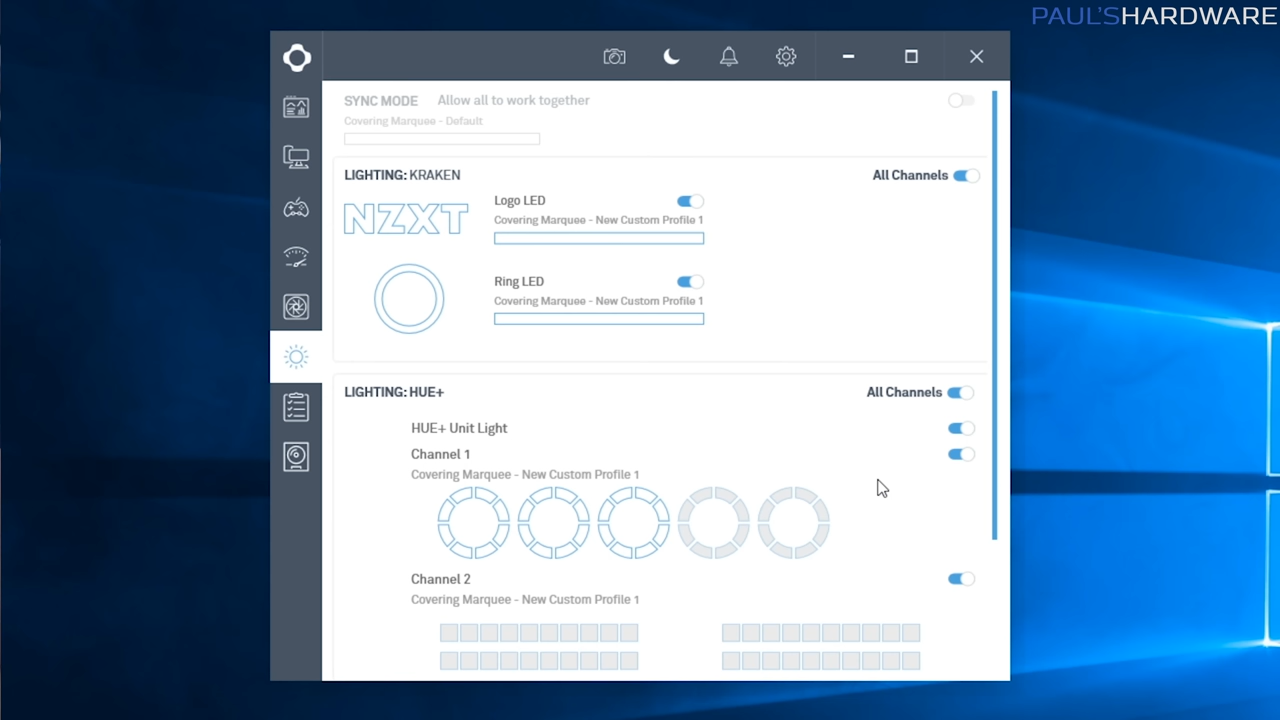 PAUL'SHARDWARE
SYNC MODE Allow all to work together
Covering Marquee - Default
LIGHTING: KRAKEN All Channels
NZXT
Logo LED
Covering Marquee - New Custom Profile 1
Ring LED
Covering Marquee - New Custom Profile 1
LIGHTING: HUE+ All Channels
HUE+ Unit Light
Channel 1
Covering Marquee - New Custom Profile 1
Channel 2
Covering Marquee - New Custom Profile 1